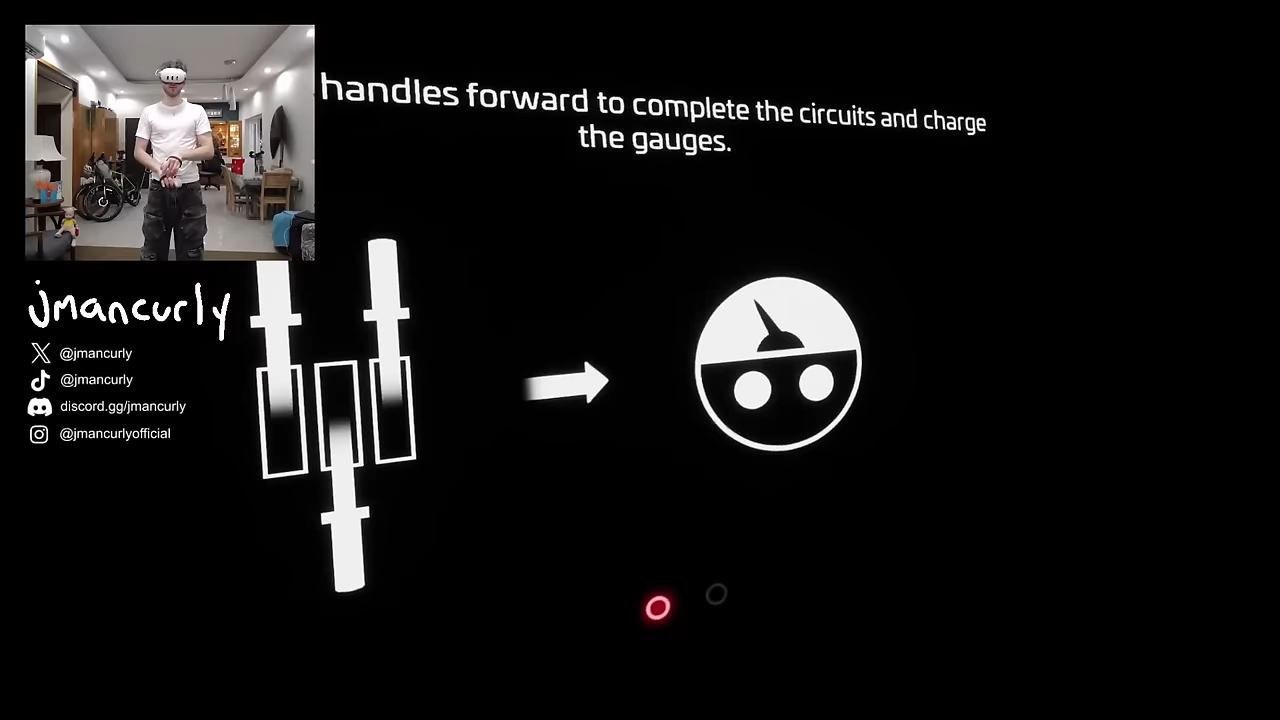 handles forward to complete the circuits and charge
the gauges.
jmancurly
@jmancurly
@jmancurly
discord.gg/jmancurly
@jmancurlyofficial